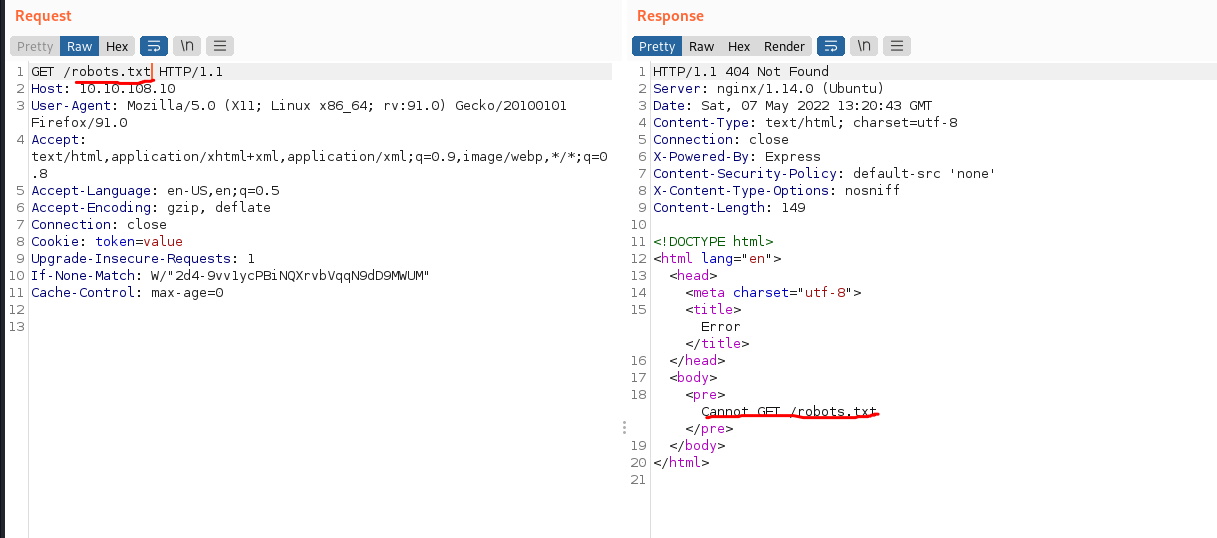 Request
Pretty Raw Hex \n
1 GET /robots.txt HTTP/1.1
2 Host: 10.10.108.10
3 User-Agent: Mozilla/5.0 (X11; Linux x86_64; rv:91.0) Gecko/20100101
Firefox/91.0
4 Accept:
text/html,application/xhtml+xml,application/xml;q=0.9,image/webp,*/*;q=0
.8
5 Accept-Language: en-US,en;q=0.5
6 Accept-Encoding: gzip, deflate
7 Connection: close
8 Cookie: token=value
9 Upgrade-Insecure-Requests: 1
10 If-None-Match: W/"2d4-9vv1ycPBiNQXrvbVqqN9dD9MWUM"
11 Cache-Control: max-age=0
12
13
Response
Pretty Raw Hex Render \n
1 HTTP/1.1 404 Not Found
2 Server: nginx/1.14.0 (Ubuntu)
3 Date: Sat, 07 May 2022 13:20:43 GMT
4 Content-Type: text/html; charset=utf-8
5 Connection: close
6 X-Powered-By: Express
7 Content-Security-Policy: default-src 'none'
8 X-Content-Type-Options: nosniff
9 Content-Length: 149
10
11 <!DOCTYPE html>
12 <html lang="en">
13 <head>
14 <meta charset="utf-8">
15 <title>
Error
</title>
16 </head>
17 <body>
18 <pre>
Cannot GET /robots.txt
</pre>
19 </body>
20 </html>
21